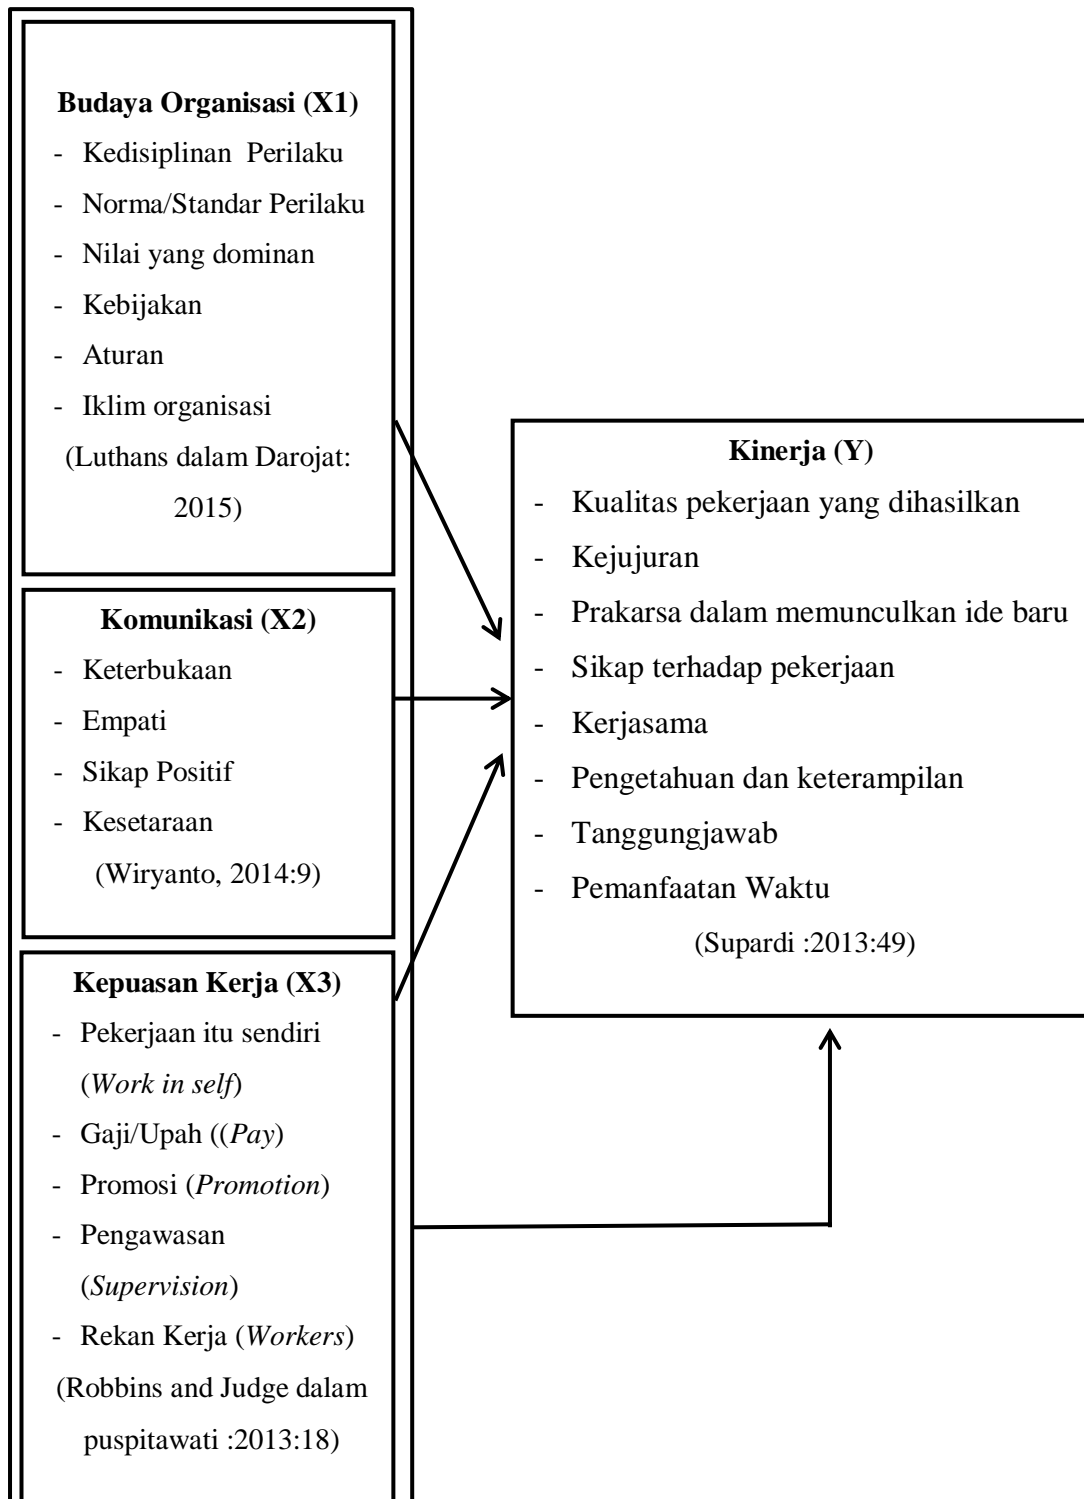 Budaya Organisasi (X1)
- Kedisiplinan Perilaku
- Norma/Standar Perilaku
- Nilai yang dominan
- Kebijakan
- Aturan
- Iklim organisasi
(Luthans dalam Darojat:
2015)
Komunikasi (X2)
- Keterbukaan
- Empati
- Sikap Positif
- Kesetaraan
(Wiryanto, 2014:9)
Kepuasan Kerja (X3)
- Pekerjaan itu sendiri
(Work in self)
- Gaji/Upah ((Pay)
- Promosi (Promotion)
- Pengawasan
(Supervision)
- Rekan Kerja (Workers)
(Robbins and Judge dalam
puspitawati :2013:18)
Kinerja (Y)
- Kualitas pekerjaan yang dihasilkan
- Kejujuran
- Prakarsa dalam memunculkan ide baru
- Sikap terhadap pekerjaan
- Kerjasama
- Pengetahuan dan keterampilan
- Tanggungjawab
- Pemanfaatan Waktu
(Supardi :2013:49)